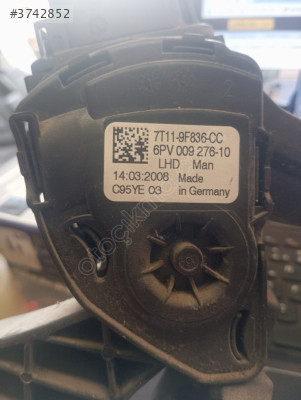 #3742852
7T11-9F836-CC
6PV 009 276-10
LHD Man
14:03:2008 Made
C95YE 03 in Germany